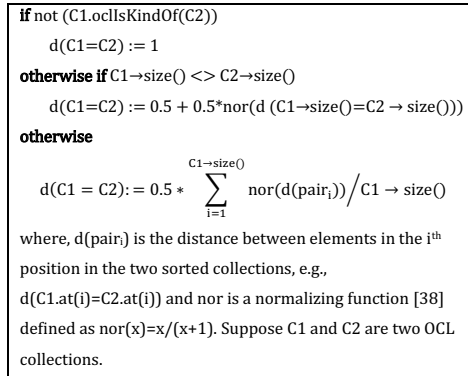 if not (C1.oclIsKindOf(C2))
d(C1=C2) := 1
otherwise if C1→size() <> C2→size()
d(C1=C2) := 0.5 + 0.5*nor(d (C1→size()=C2 → size()))
otherwise
C1→size()
d(C1 = C2):= 0.5 * ∑ nor(d(pairᵢ))/C1 → size()
i=1
where, d(pairᵢ) is the distance between elements in the iᵗʰ
position in the two sorted collections, e.g.,
d(C1.at(i)=C2.at(i)) and nor is a normalizing function [38]
defined as nor(x)=x/(x+1). Suppose C1 and C2 are two OCL
collections.